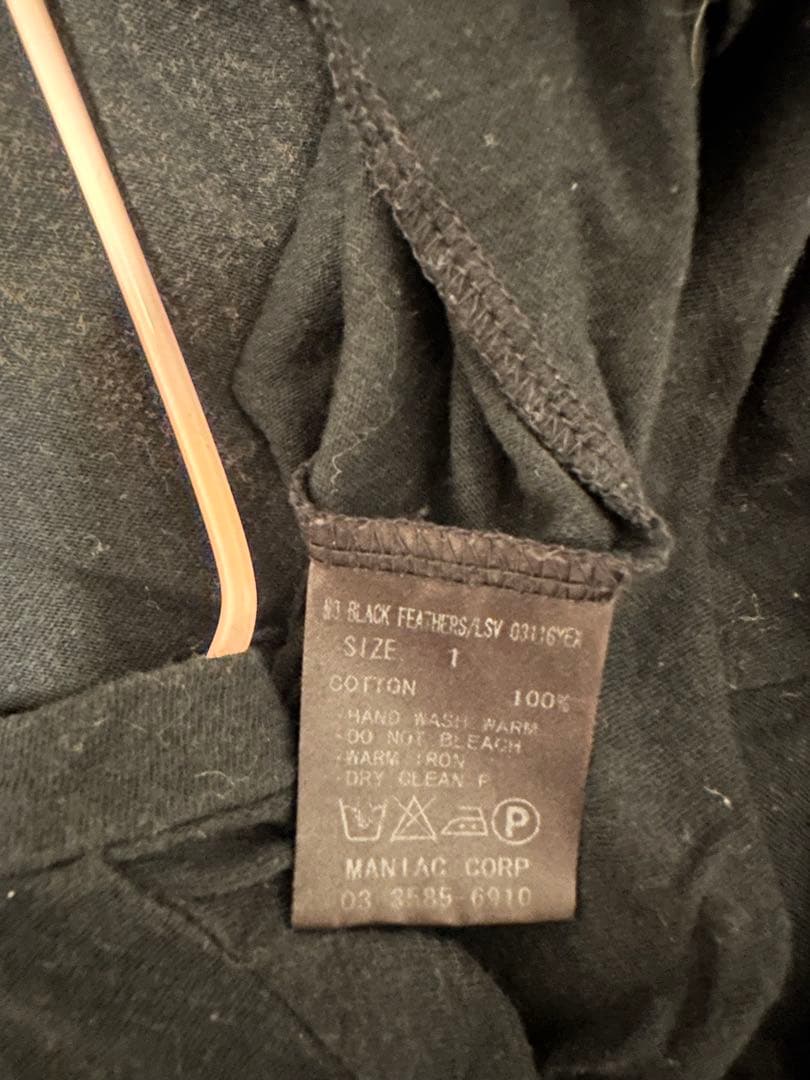 BLACK FEATHERS/LSV 03116YEX
SIZE 1
COTTON 100%
·HAND WASH WARM
·DO NOT BLEACH
·WARM IRON
·DRY CLEAN P
P
MANIAC CORP
03 3585 6910